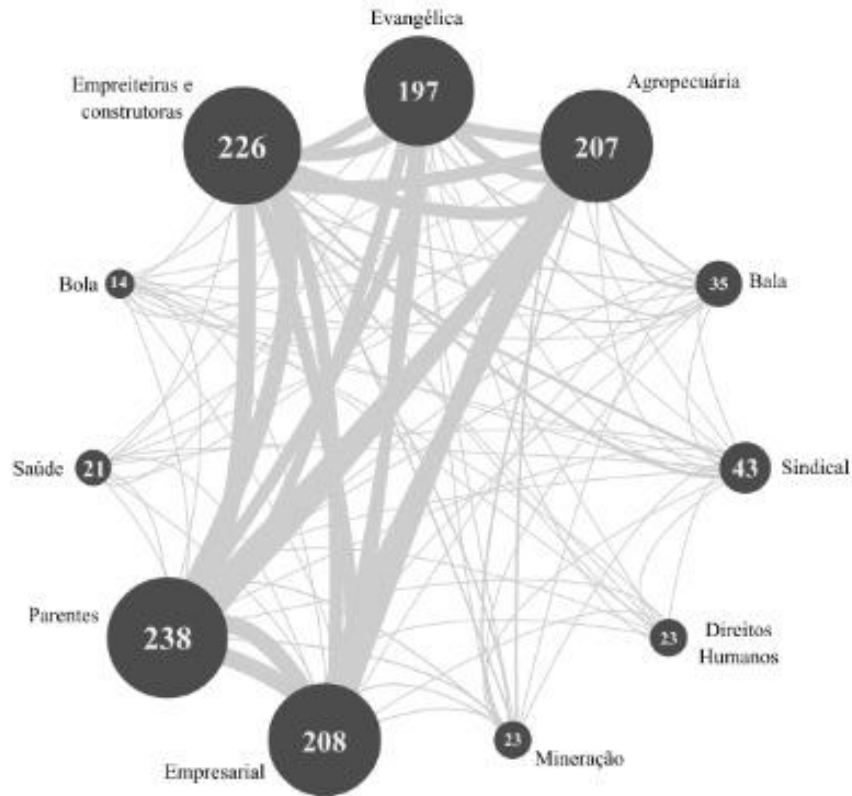 Evangélica
197
Empreiteiras e
construtoras
226
Agropecuária
207
Bola
14
35
Bala
Saúde
21
43
Sindical
Parentes
238
23
Direitos
Humanos
208
Empresarial
23
Mineração